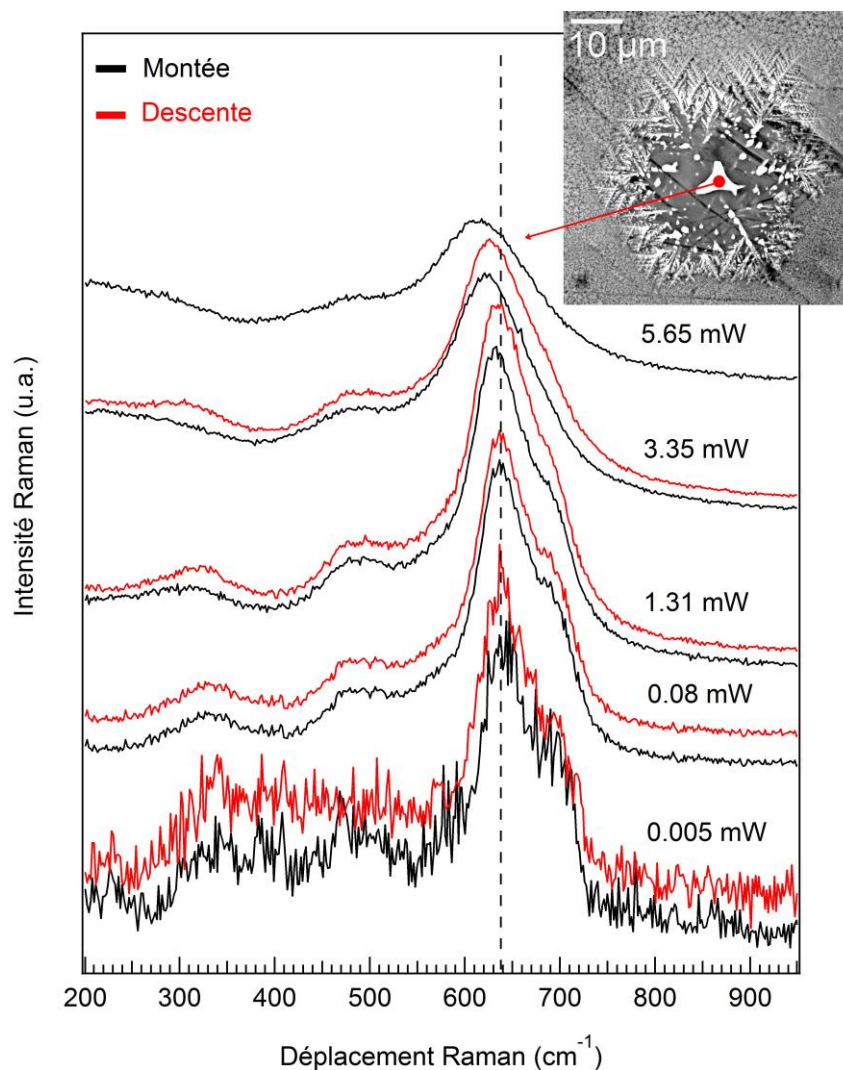 Montée
Descente
10 µm
5.65 mW
3.35 mW
1.31 mW
0.08 mW
0.005 mW
Intensité Raman (u.a.)
200 300 400 500 600 700 800 900
Déplacement Raman (cm⁻¹)